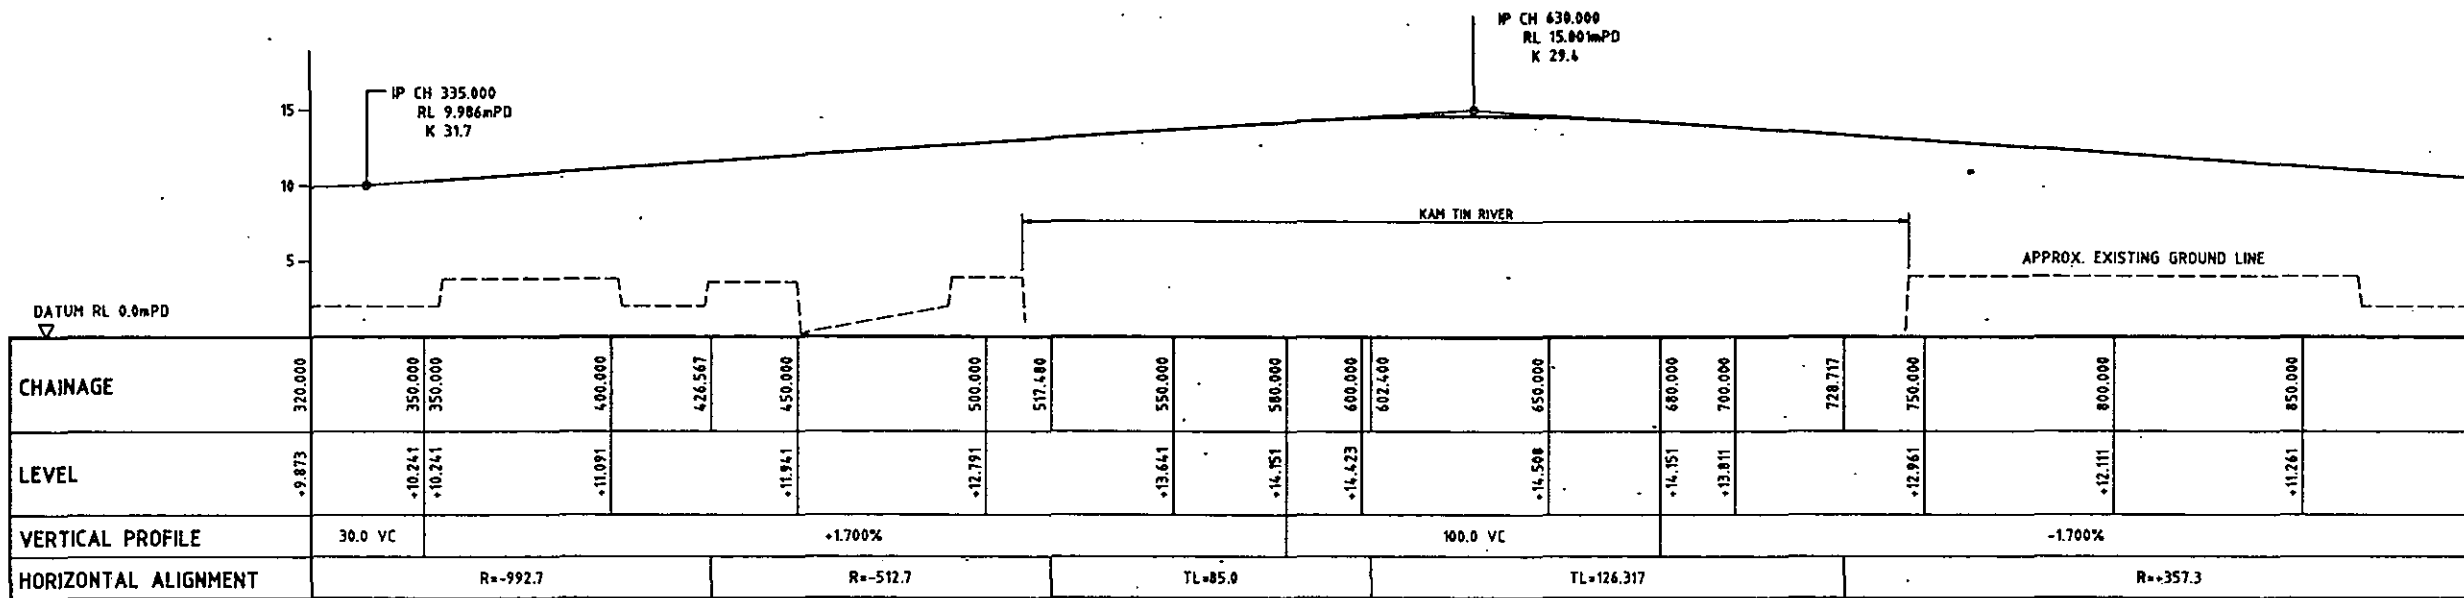 IP CH 630.000
RL 15.001mPD
K 29.4
IP CH 335.000
RL 9.986mPD
K 31.7
15
10
5
KAM TIN RIVER
APPROX. EXISTING GROUND LINE
DATUM RL 0.0mPD
CHAINAGE
320.000
350.000
350.000
400.000
426.567
450.000
500.000
517.480
550.000
580.000
600.000
602.400
650.000
680.000
700.000
728.717
750.000
800.000
850.000
LEVEL
+9.873
+10.241
+10.241
+11.091
+11.941
+12.791
+13.641
+14.151
+14.423
+14.508
+14.151
+13.811
+12.961
+12.111
+11.261
VERTICAL PROFILE
30.0 VC
+1.700%
100.0 VC
-1.700%
HORIZONTAL ALIGNMENT
R=-992.7
R=-512.7
TL=85.0
TL=126.317
R=+357.3